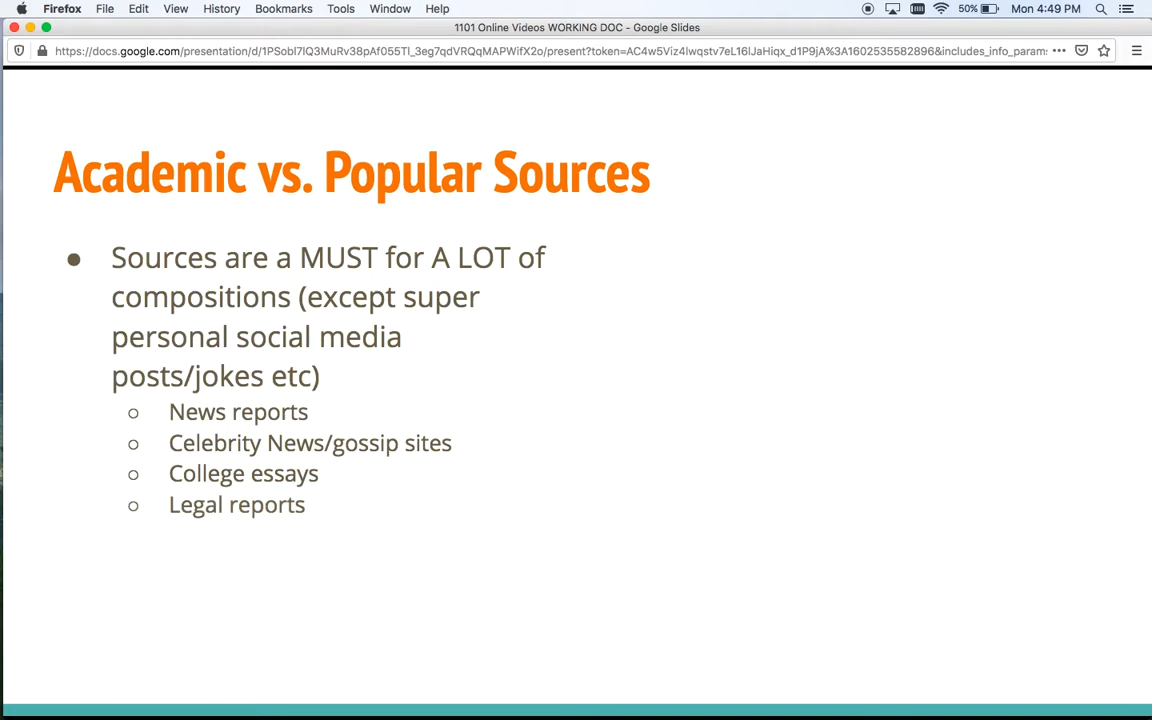 Firefox File Edit View History Bookmarks Tools Window Help 50% Mon 4:49 PM
1101 Online Videos WORKING DOC - Google Slides
Academic vs. Popular Sources
● Sources are a MUST for A LOT of
compositions (except super
personal social media
posts/jokes etc)
○ News reports
○ Celebrity News/gossip sites
○ College essays
○ Legal reports